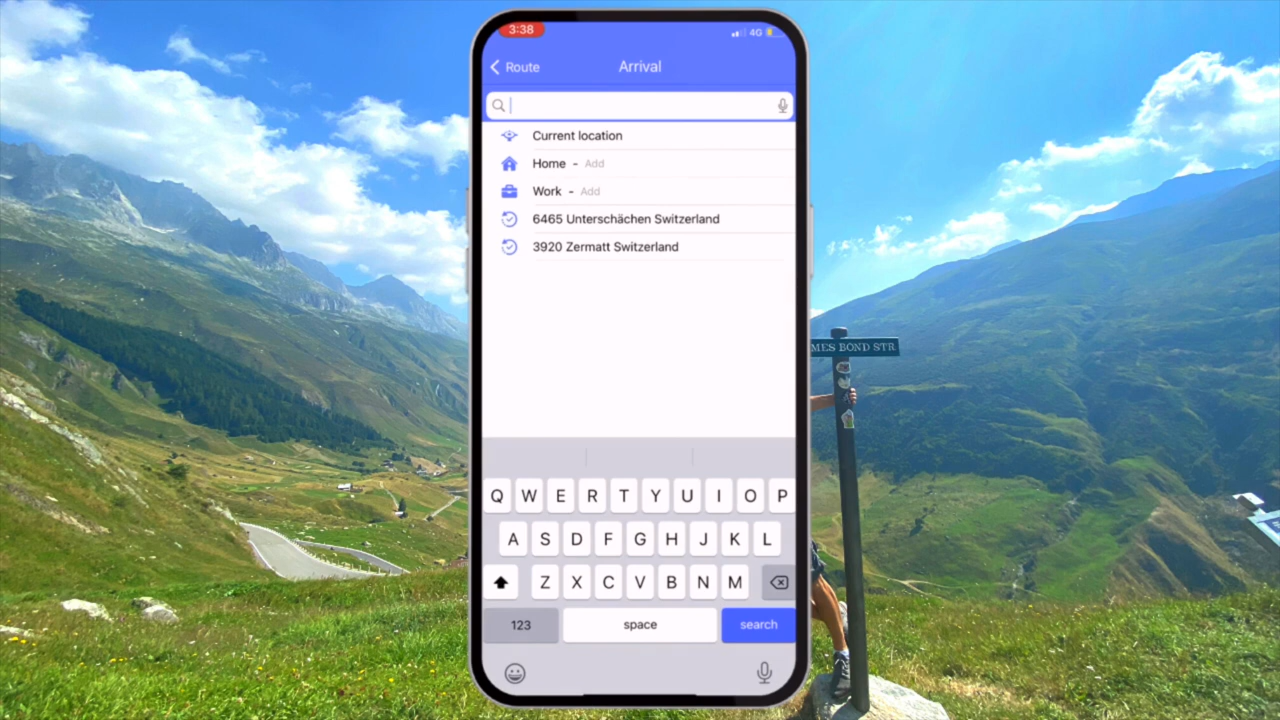 3:38
4G
Route
Arrival
Current location
Home - Add
Work - Add
6465 Unterschächen Switzerland
3920 Zermatt Switzerland
MES BOND STR
Q W E R T Y U I O P
A S D F G H J K L
Z X C V B N M
123 space search